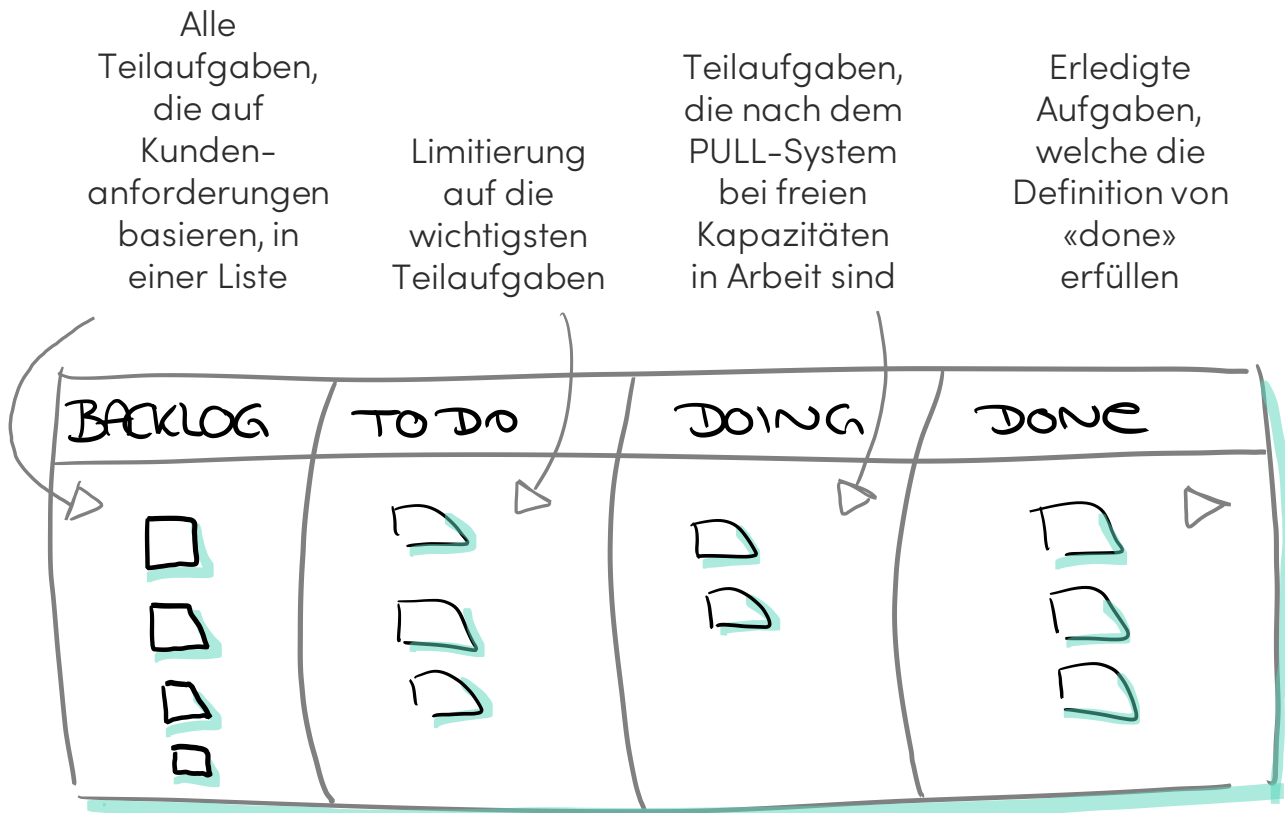 Alle
Teilaufgaben,
die auf
Kunden-
anforderungen
basieren, in
einer Liste
Limitierung
auf die
wichtigsten
Teilaufgaben
Teilaufgaben,
die nach dem
PULL-System
bei freien
Kapazitäten
in Arbeit sind
Erledigte
Aufgaben,
welche die
Definition von
«done»
erfüllen
BACKLOG
TO DO
DOING
DONE